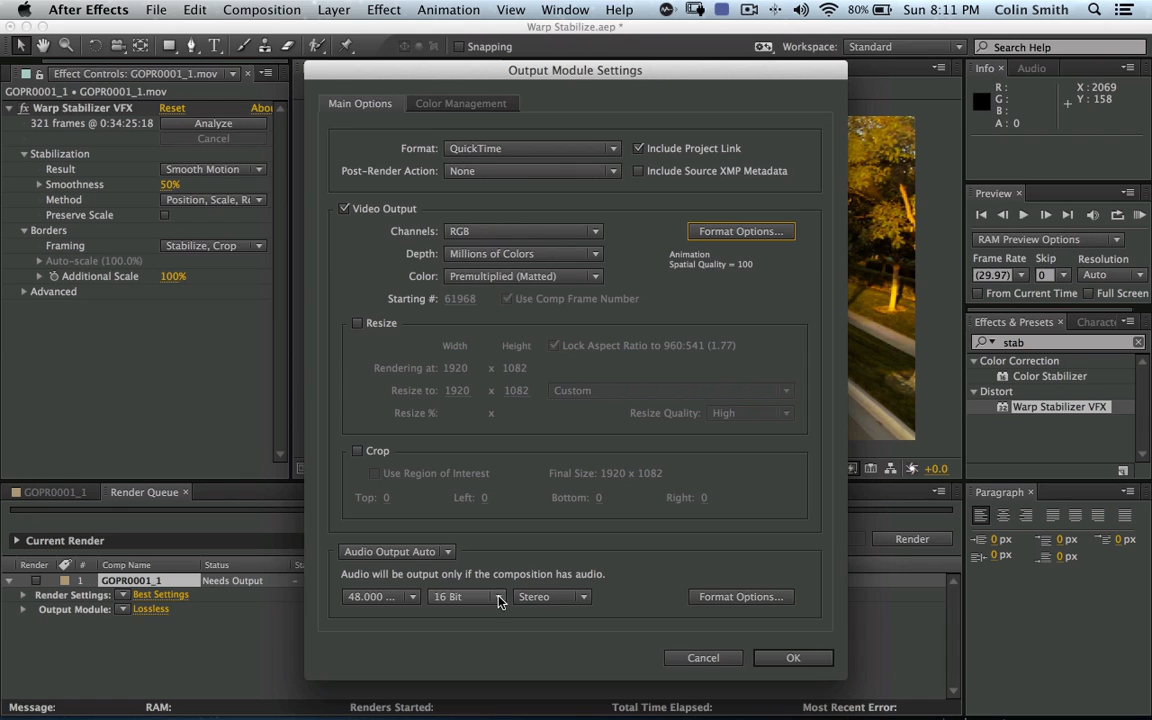 After Effects File Edit Composition Layer Effect Animation View Window Help 80% Sun 8:11 PM Colin Smith
Warp Stabilize.aep *
Snapping Workspace: Standard Search Help
Effect Controls: GOPR0001_1.mov
GOPR0001_1 • GOPR0001_1.mov
fx Warp Stabilizer VFX Reset Abou
321 frames @ 0:34:25:18 Analyze
Cancel
Stabilization
Result Smooth Motion
Smoothness 50%
Method Position, Scale, R
Preserve Scale
Borders
Framing Stabilize, Crop
Auto-scale (100.0%)
Additional Scale 100%
Advanced
Output Module Settings
Main Options Color Management
Format: QuickTime Include Project Link
Post-Render Action: None Include Source XMP Metadata
Video Output
Channels: RGB Format Options...
Depth: Millions of Colors Animation
Spatial Quality = 100
Color: Premultiplied (Matted)
Starting #: 61968 Use Comp Frame Number
Resize
Width Height Lock Aspect Ratio to 960:541 (1.77)
Rendering at: 1920 x 1082
Resize to: 1920 x 1082 Custom
Resize %: x Resize Quality: High
Crop
Use Region of Interest Final Size: 1920 x 1082
Top: 0 Left: 0 Bottom: 0 Right: 0
Audio Output Auto
Audio will be output only if the composition has audio.
48.000 ... 16 Bit Stereo Format Options...
Cancel OK
Info Audio
R: X: 2069
G: Y: 158
B:
A: 0
Preview
RAM Preview Options
Frame Rate Skip Resolution
(29.97) 0 Auto
From Current Time Full Screen
Effects & Presets Characte
stab
Color Correction
Color Stabilizer
Distort
Warp Stabilizer VFX
+0.0
GOPR0001_1 Render Queue
Current Render Render
Render # Comp Name Status
1 GOPR0001_1 Needs Output
Render Settings: Best Settings
Output Module: Lossless
Paragraph
0 px 0 px 0 px
0 px 0 px
Message: RAM: Renders Started: Total Time Elapsed: Most Recent Error: